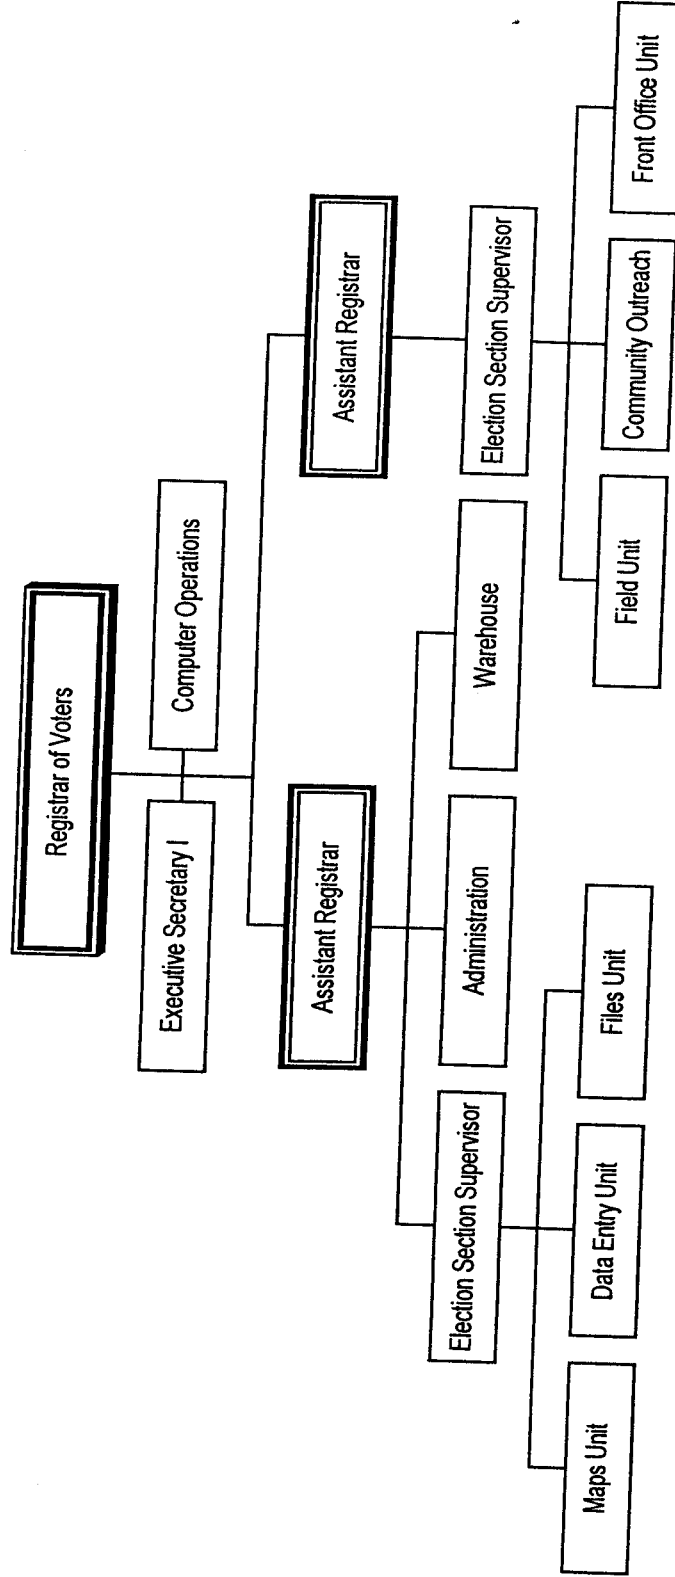 Registrar of Voters
Executive Secretary I
Computer Operations
Assistant Registrar
Assistant Registrar
Election Section Supervisor
Administration
Warehouse
Election Section Supervisor
Maps Unit
Data Entry Unit
Files Unit
Field Unit
Community Outreach
Front Office Unit